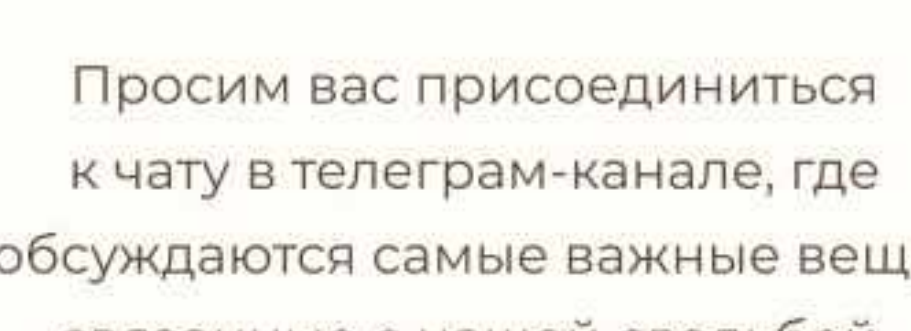 Просим вас присоединиться
к чату в телеграм-канале, где
обсуждаются самые важные вещ